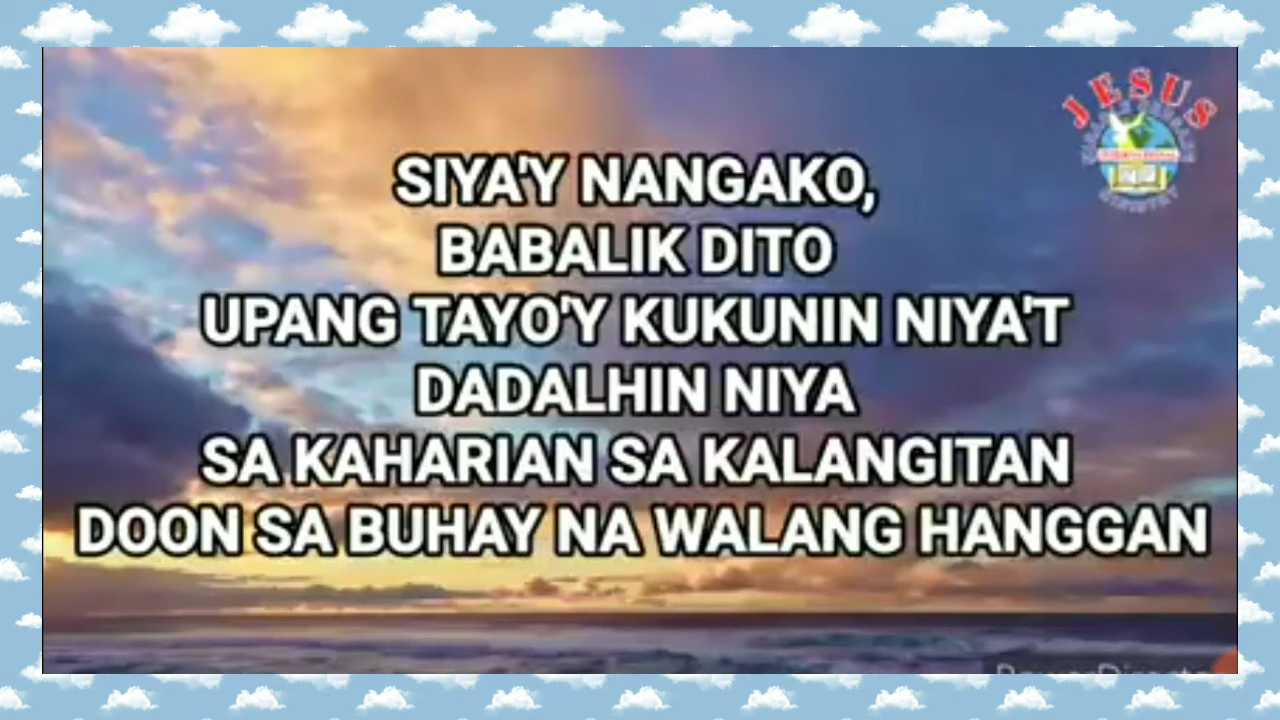 JESUS
SIYA'Y NANGAKO,
BABALIK DITO
UPANG TAYO'Y KUKUNIN NIYA'T
DADALHIN NIYA
SA KAHARIAN SA KALANGITAN
DOON SA BUHAY NA WALANG HANGGAN